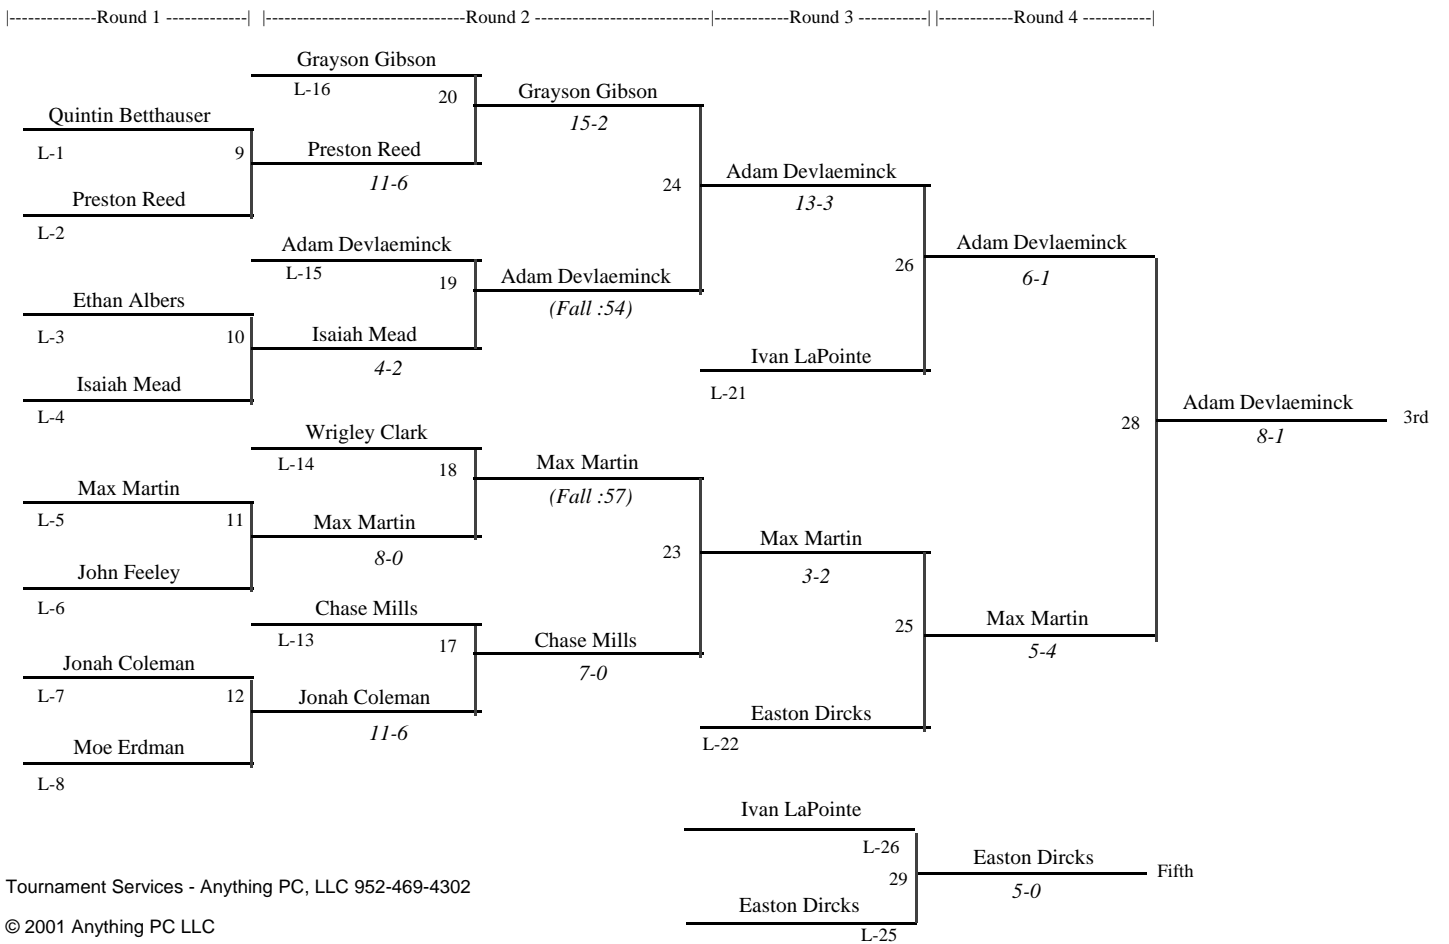 |-------------Round 1 -------------| |------------------------------Round 2 --------------------------|-----------Round 3 ----------| |-----------Round 4 ----------|
Grayson Gibson
L-16
20
Grayson Gibson
15-2
Quintin Betthauser
L-1
9
Preston Reed
11-6
Preston Reed
L-2
24
Adam Devlaeminck
13-3
Adam Devlaeminck
L-15
19
Adam Devlaeminck
(Fall :54)
26
Adam Devlaeminck
6-1
Ethan Albers
L-3
10
Isaiah Mead
4-2
Isaiah Mead
L-4
Ivan LaPointe
L-21
28
Adam Devlaeminck
8-1
3rd
Wrigley Clark
L-14
18
Max Martin
(Fall :57)
Max Martin
L-5
11
Max Martin
8-0
John Feeley
L-6
23
Max Martin
3-2
Chase Mills
L-13
17
Chase Mills
7-0
25
Max Martin
5-4
Jonah Coleman
L-7
12
Jonah Coleman
11-6
Moe Erdman
L-8
Easton Dircks
L-22
Ivan LaPointe
L-26
29
Easton Dircks
5-0
Fifth
Easton Dircks
L-25
Tournament Services - Anything PC, LLC 952-469-4302
© 2001 Anything PC LLC